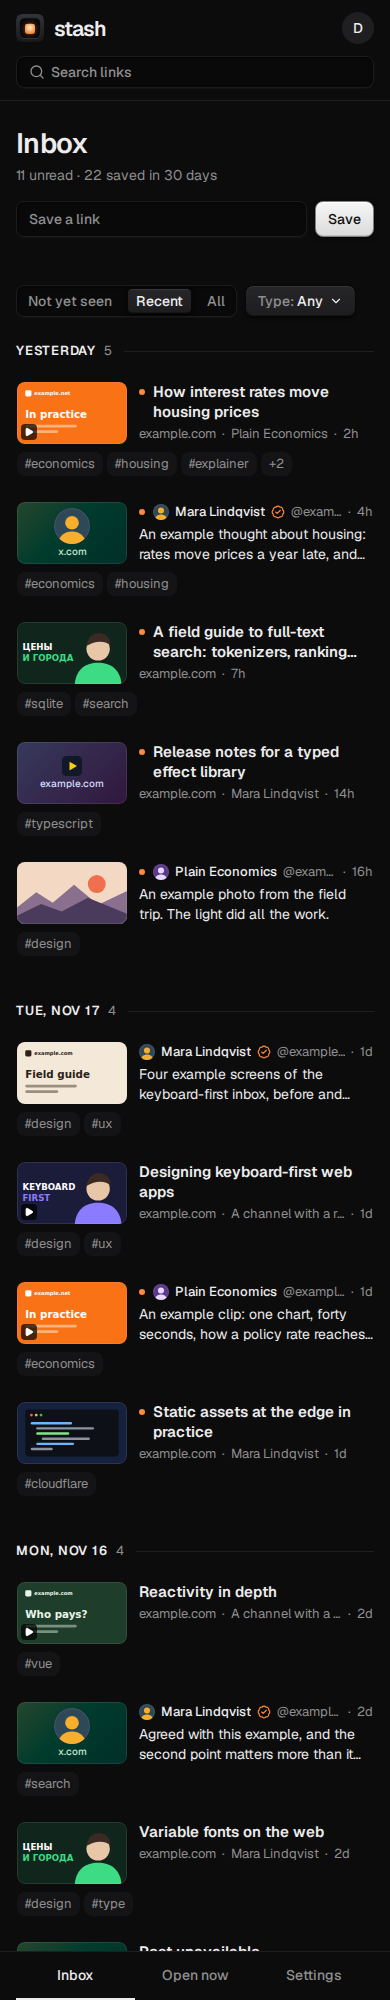 stash
D
Search links
Inbox
11 unread · 22 saved in 30 days
Save a link
Save
Not yet seen
Recent
All
Type: Any
YESTERDAY 5
example.net
In practice
How interest rates move
housing prices
example.com · Plain Economics · 2h
#economics #housing #explainer +2
x.com
Mara Lindqvist @exam… · 4h
An example thought about housing:
rates move prices a year late, and…
#economics #housing
ЦЕНЫ
И ГОРОДА
A field guide to full-text
search: tokenizers, ranking…
example.com · 7h
#sqlite #search
example.com
Release notes for a typed
effect library
example.com · Mara Lindqvist · 14h
#typescript
Plain Economics @exam… · 16h
An example photo from the field
trip. The light did all the work.
#design
TUE, NOV 17 4
example.com
Field guide
Mara Lindqvist @example… · 1d
Four example screens of the
keyboard-first inbox, before and…
#design #ux
KEYBOARD
FIRST
Designing keyboard-first web
apps
example.com · A channel with a r… · 1d
#design #ux
example.net
In practice
Plain Economics @exampl… · 1d
An example clip: one chart, forty
seconds, how a policy rate reaches…
#economics
Static assets at the edge in
practice
example.com · Mara Lindqvist · 1d
#cloudflare
MON, NOV 16 4
example.com
Who pays?
Reactivity in depth
example.com · A channel with a … · 2d
#vue
x.com
Mara Lindqvist @exampl… · 2d
Agreed with this example, and the
second point matters more than it…
#search
ЦЕНЫ
И ГОРОДА
Variable fonts on the web
example.com · Mara Lindqvist · 2d
#design #type
Post unavailable
Inbox
Open now
Settings